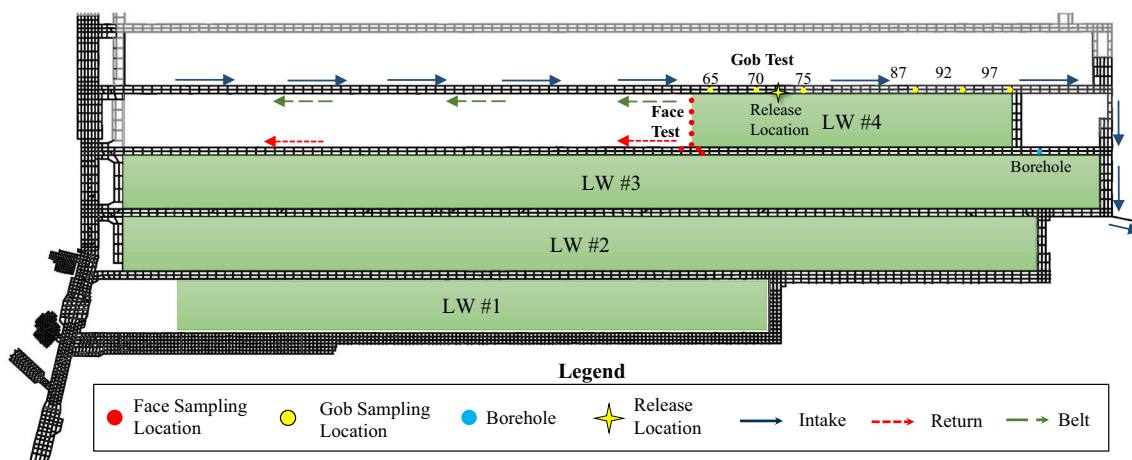 Gob Test
65
70
75
87
92
97
Face
Test
Release
Location
LW #4
Borehole
LW #3
LW #2
LW #1
Legend
Face Sampling
Location
Gob Sampling
Location
Borehole
Release
Location
Intake
Return
Belt